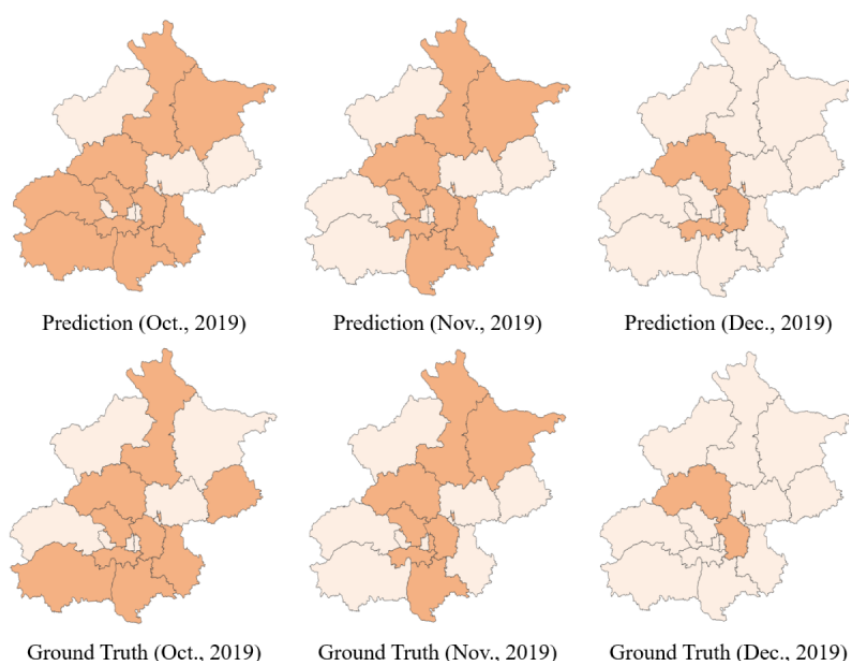 Prediction (Oct., 2019)
Prediction (Nov., 2019)
Prediction (Dec., 2019)
Ground Truth (Oct., 2019)
Ground Truth (Nov., 2019)
Ground Truth (Dec., 2019)